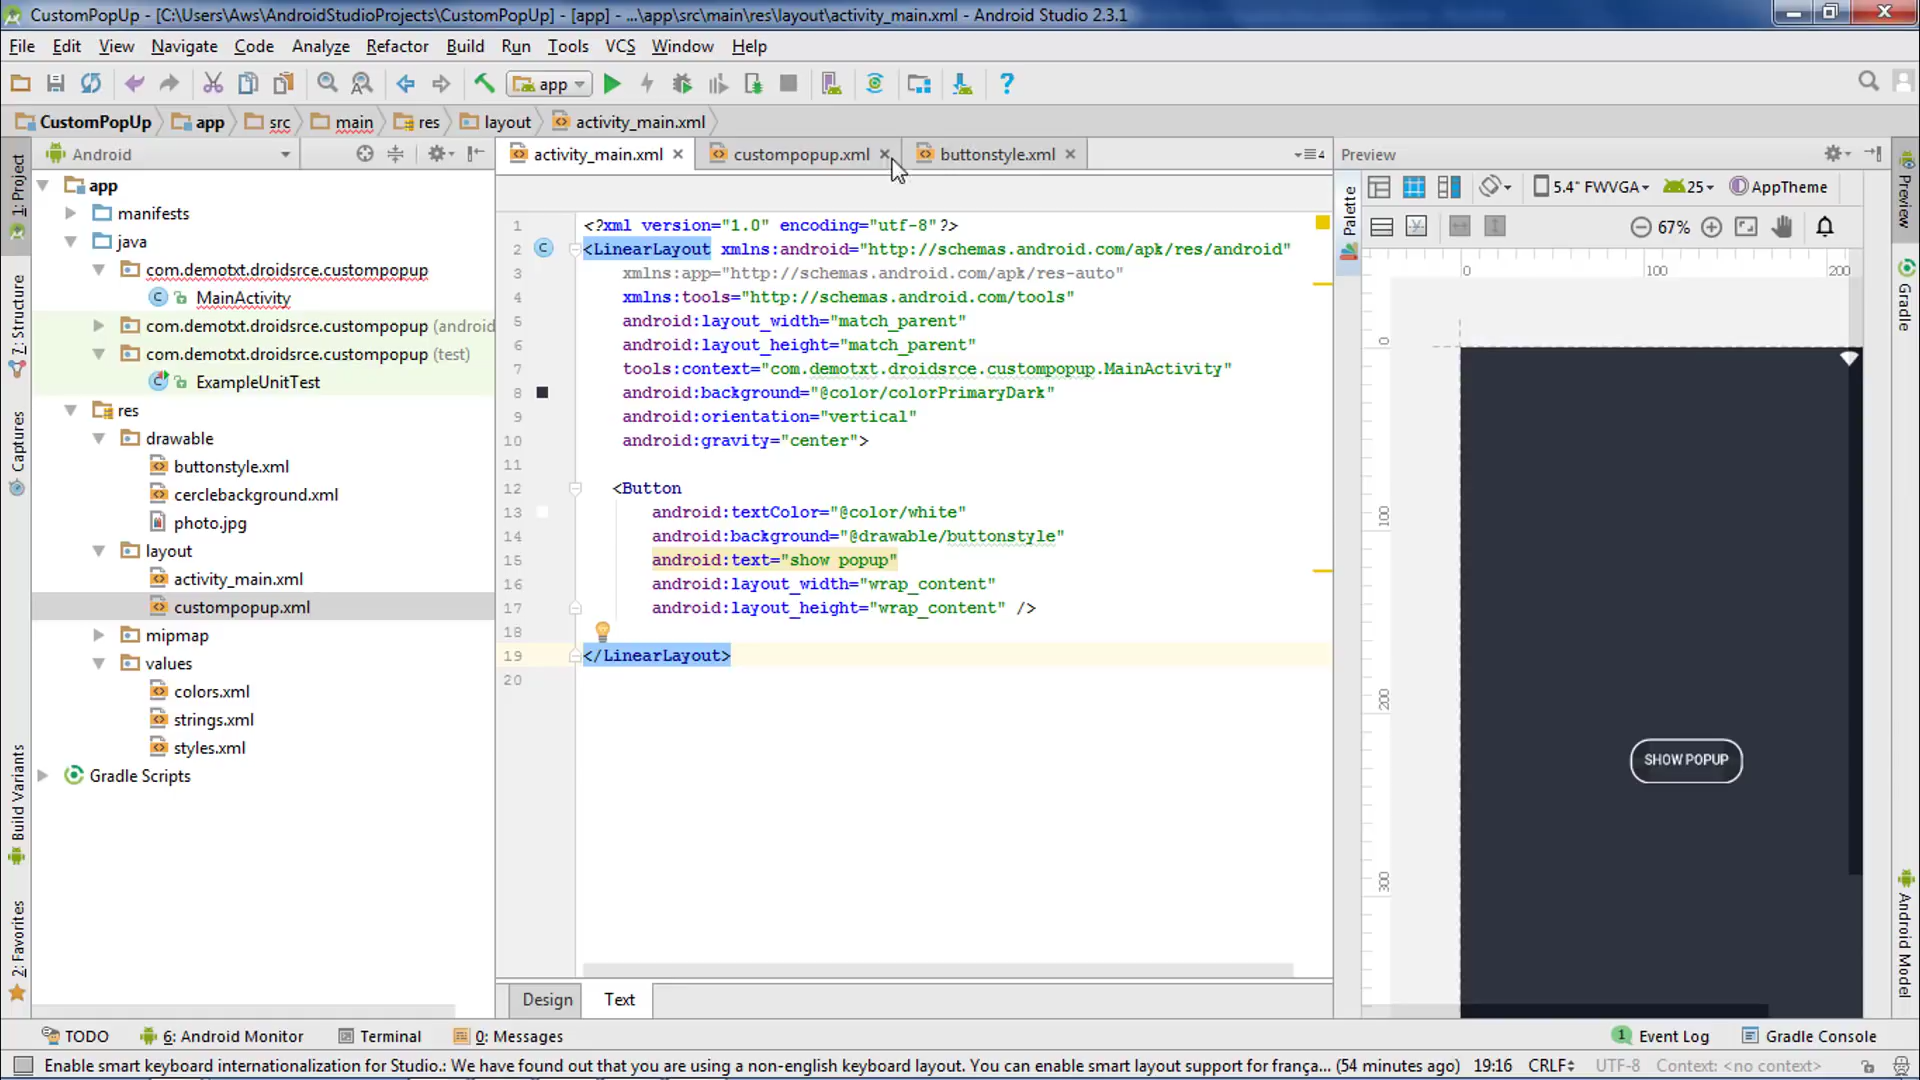 CustomPopUp - [C:\Users\Aws\AndroidStudioProjects\CustomPopUp] - [app] - ...\app\src\main\res\layout\activity_main.xml - Android Studio 2.3.1
File Edit View Navigate Code Analyze Refactor Build Run Tools VCS Window Help
app
CustomPopUp app src main res layout activity_main.xml
Android
activity_main.xml custompopup.xml buttonstyle.xml
4
Preview
1: Project
7: Structure
Captures
Build Variants
2: Favorites
app
manifests
java
com.demotxt.droidsrce.custompopup
MainActivity
com.demotxt.droidsrce.custompopup (android
com.demotxt.droidsrce.custompopup (test)
ExampleUnitTest
res
drawable
buttonstyle.xml
cerclebackground.xml
photo.jpg
layout
activity_main.xml
custompopup.xml
mipmap
values
colors.xml
strings.xml
styles.xml
Gradle Scripts
1 <?xml version="1.0" encoding="utf-8"?>
2 <LinearLayout xmlns:android="http://schemas.android.com/apk/res/android"
3 xmlns:app="http://schemas.android.com/apk/res-auto"
4 xmlns:tools="http://schemas.android.com/tools"
5 android:layout_width="match_parent"
6 android:layout_height="match_parent"
7 tools:context="com.demotxt.droidsrce.custompopup.MainActivity"
8 android:background="@color/colorPrimaryDark"
9 android:orientation="vertical"
10 android:gravity="center">
11
12 <Button
13 android:textColor="@color/white"
14 android:background="@drawable/buttonstyle"
15 android:text="show popup"
16 android:layout_width="wrap_content"
17 android:layout_height="wrap_content" />
18
19 </LinearLayout>
20
Design Text
Palette
5.4" FWVGA 25 AppTheme
67%
0 100 200
0
100
200
300
SHOW POPUP
Preview
Gradle
Android Model
TODO 6: Android Monitor Terminal 0: Messages
1 Event Log Gradle Console
Enable smart keyboard internationalization for Studio.: We have found out that you are using a non-english keyboard layout. You can enable smart layout support for frança... (54 minutes ago) 19:16 CRLF UTF-8 Context: <no context>